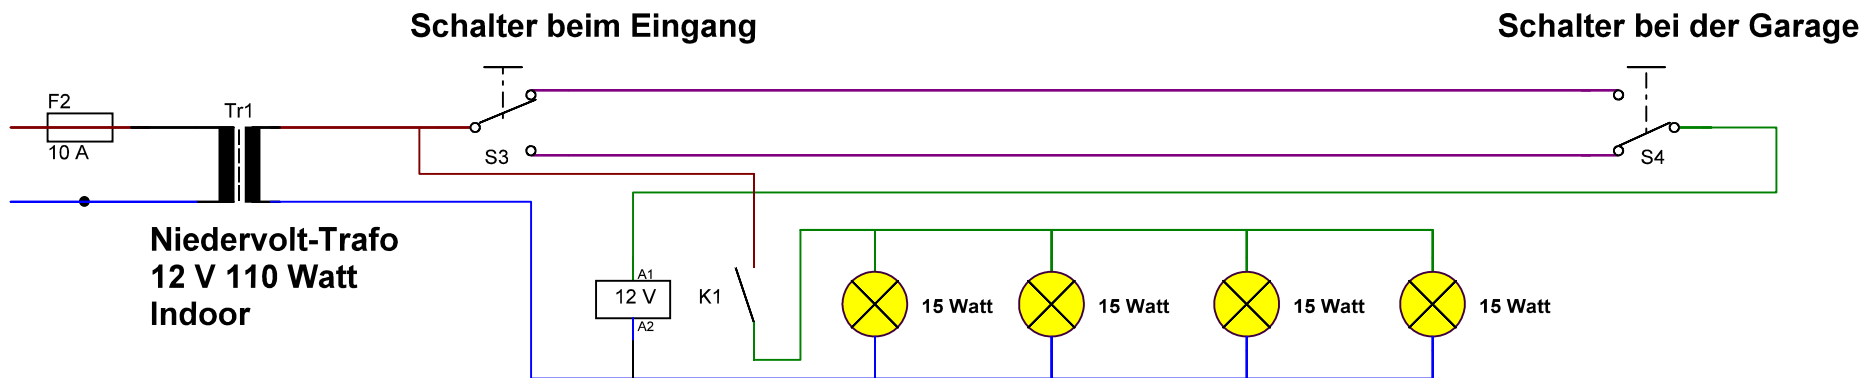 Schalter beim Eingang
Schalter bei der Garage
F2
10 A
Tr1
S3
S4
Niedervolt-Trafo
12 V 110 Watt
Indoor
A1
12 V
A2
K1
15 Watt
15 Watt
15 Watt
15 Watt